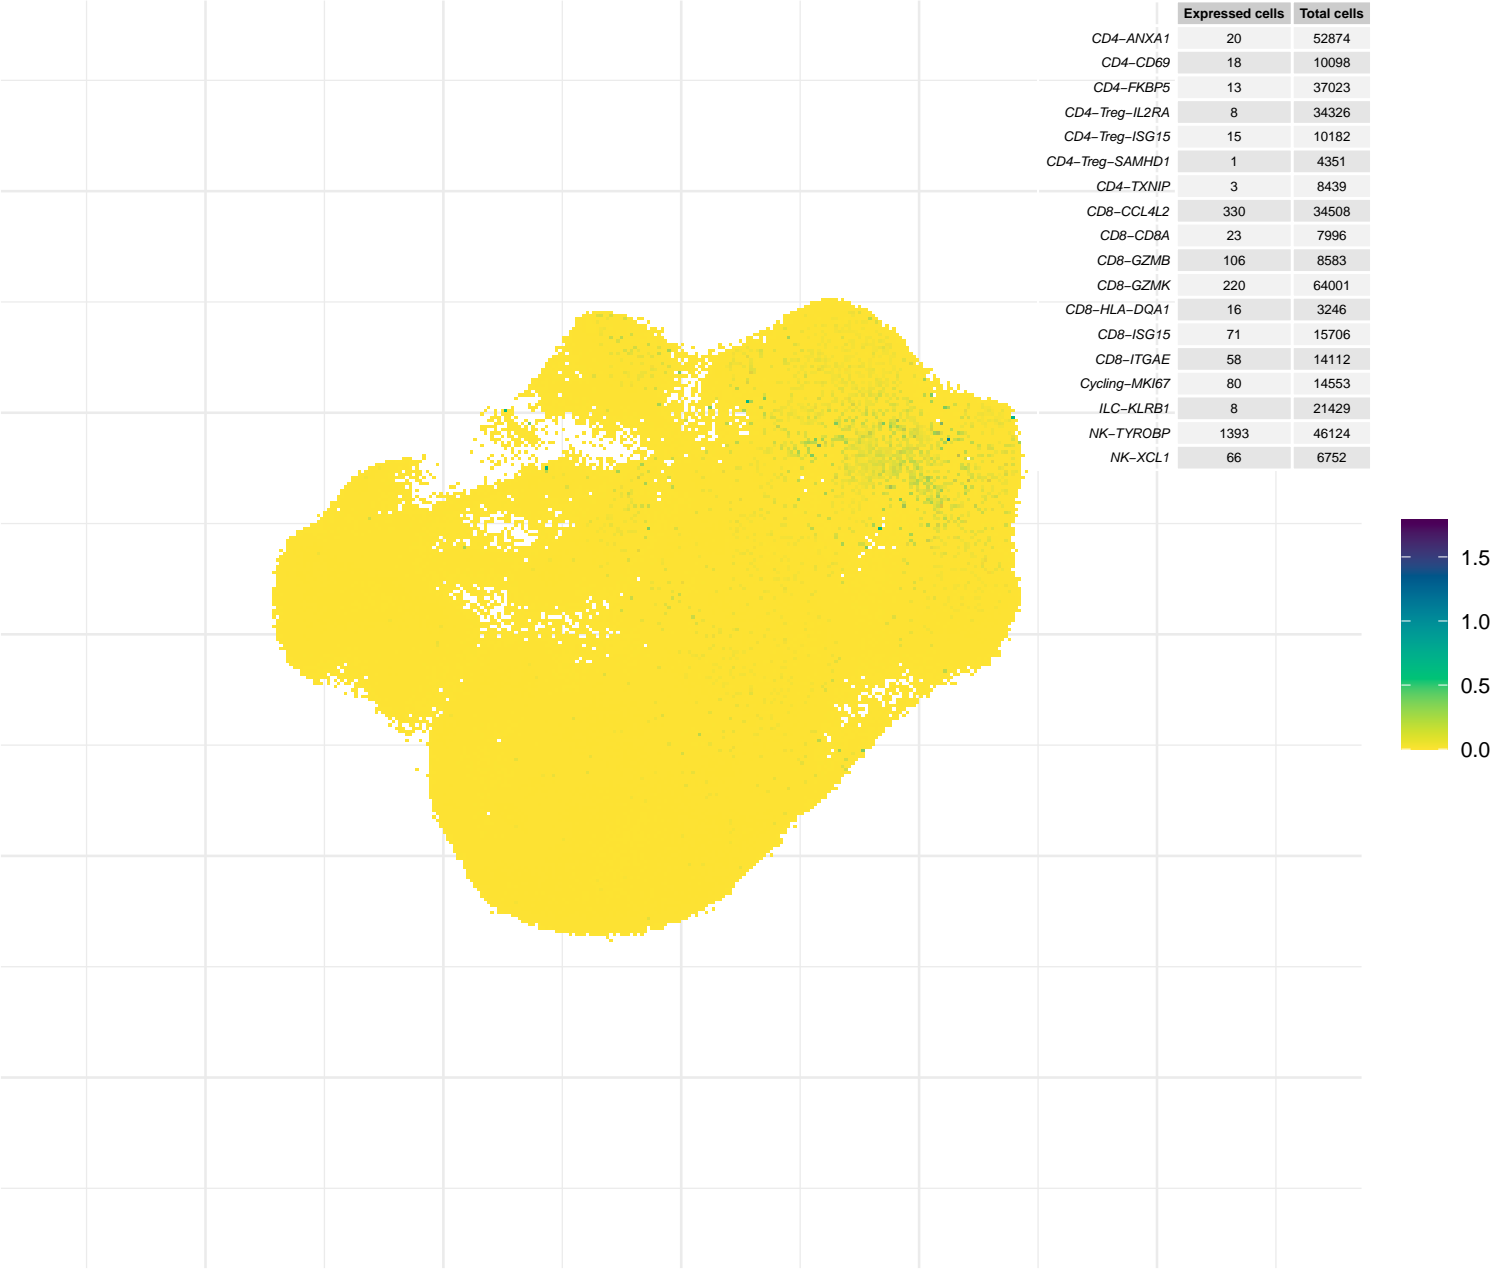 Expressed cells Total cells
CD4−ANXA1 20 52874
CD4−CD69 18 10098
CD4−FKBP5 13 37023
CD4−Treg−IL2RA 8 34326
CD4−Treg−ISG15 15 10182
CD4−Treg−SAMHD1 1 4351
CD4−TXNIP 3 8439
CD8−CCL4L2 330 34508
CD8−CD8A 23 7996
CD8−GZMB 106 8583
CD8−GZMK 220 64001
CD8−HLA−DQA1 16 3246
CD8−ISG15 71 15706
CD8−ITGAE 58 14112
Cycling−MKI67 80 14553
ILC−KLRB1 8 21429
NK−TYROBP 1393 46124
NK−XCL1 66 6752
1.5
1.0
0.5
0.0